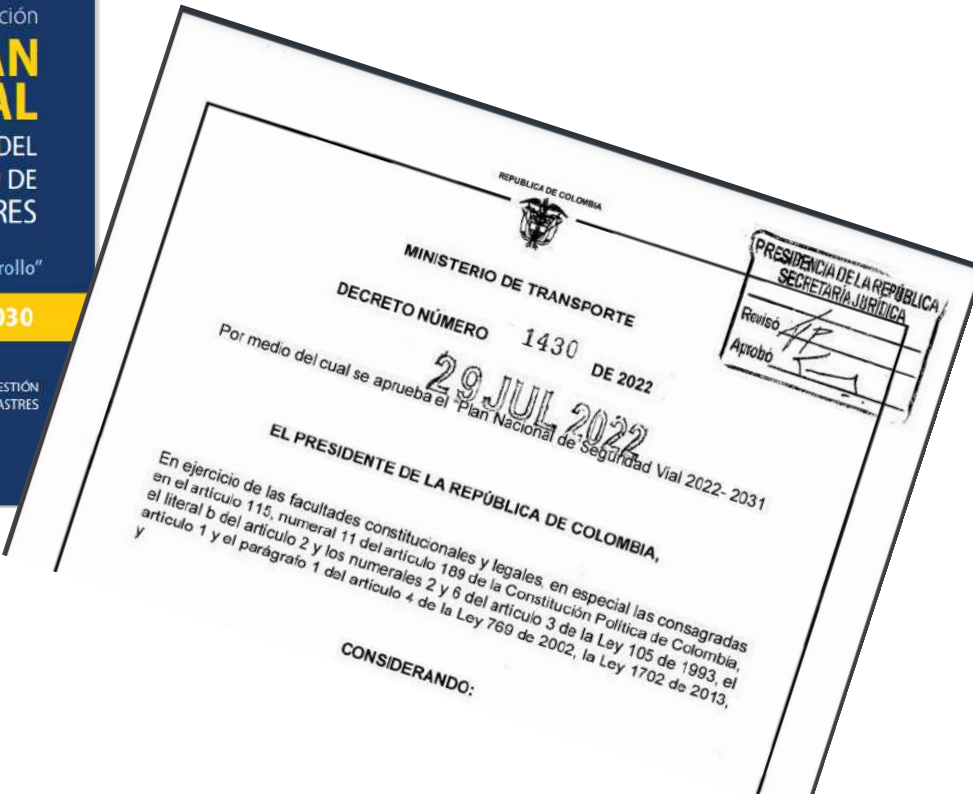 ción
AN
AL
DEL
DE
RES
rollo"
030
ESTIÓN
ASTRES
REPUBLICA DE COLOMBIA
MINISTERIO DE TRANSPORTE
DECRETO NÚMERO 1430 DE 2022
29 JUL 2022
Por medio del cual se aprueba el "Plan Nacional de Seguridad Vial 2022- 2031
PRESIDENCIA DE LA REPÚBLICA
SECRETARÍA JURÍDICA
Revisó
Aprobó
EL PRESIDENTE DE LA REPÚBLICA DE COLOMBIA,
En ejercicio de las facultades constitucionales y legales, en especial las consagradas
en el artículo 115, numeral 11 del artículo 189 de la Constitución Política de Colombia,
el literal b del artículo 2 y los numerales 2 y 6 del artículo 3 de la Ley 105 de 1993, el
artículo 1 y el parágrafo 1 del artículo 4 de la Ley 769 de 2002, la Ley 1702 de 2013,
y
CONSIDERANDO: